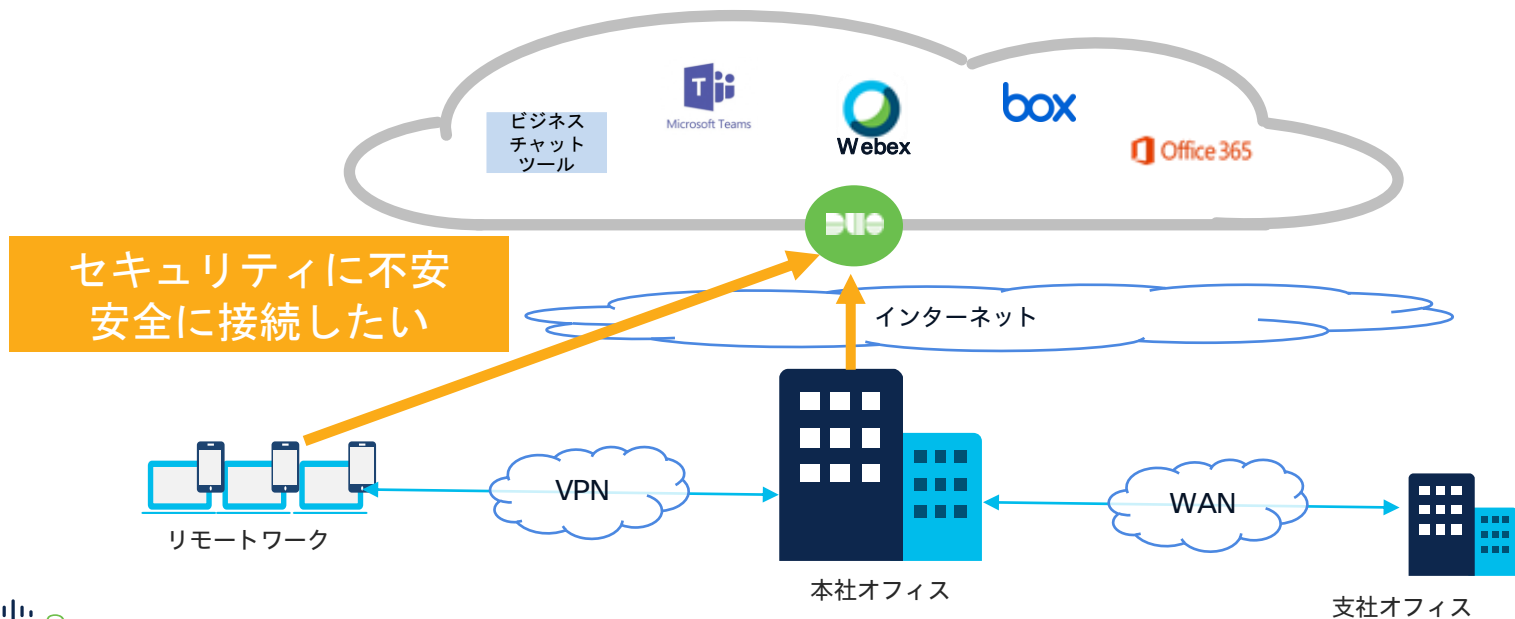 ビジネス
チャット
ツール
Microsoft Teams
Webex
box
Office 365
DUO
セキュリティに不安
安全に接続したい
インターネット
VPN
WAN
リモートワーク
本社オフィス
支社オフィス